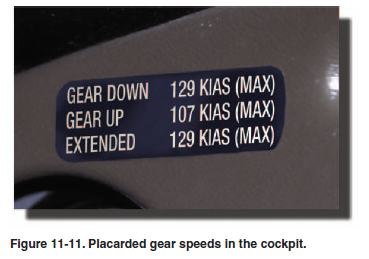 GEAR DOWN 129 KIAS (MAX)
GEAR UP 107 KIAS (MAX)
EXTENDED 129 KIAS (MAX)
Figure 11-11. Placarded gear speeds in the cockpit.